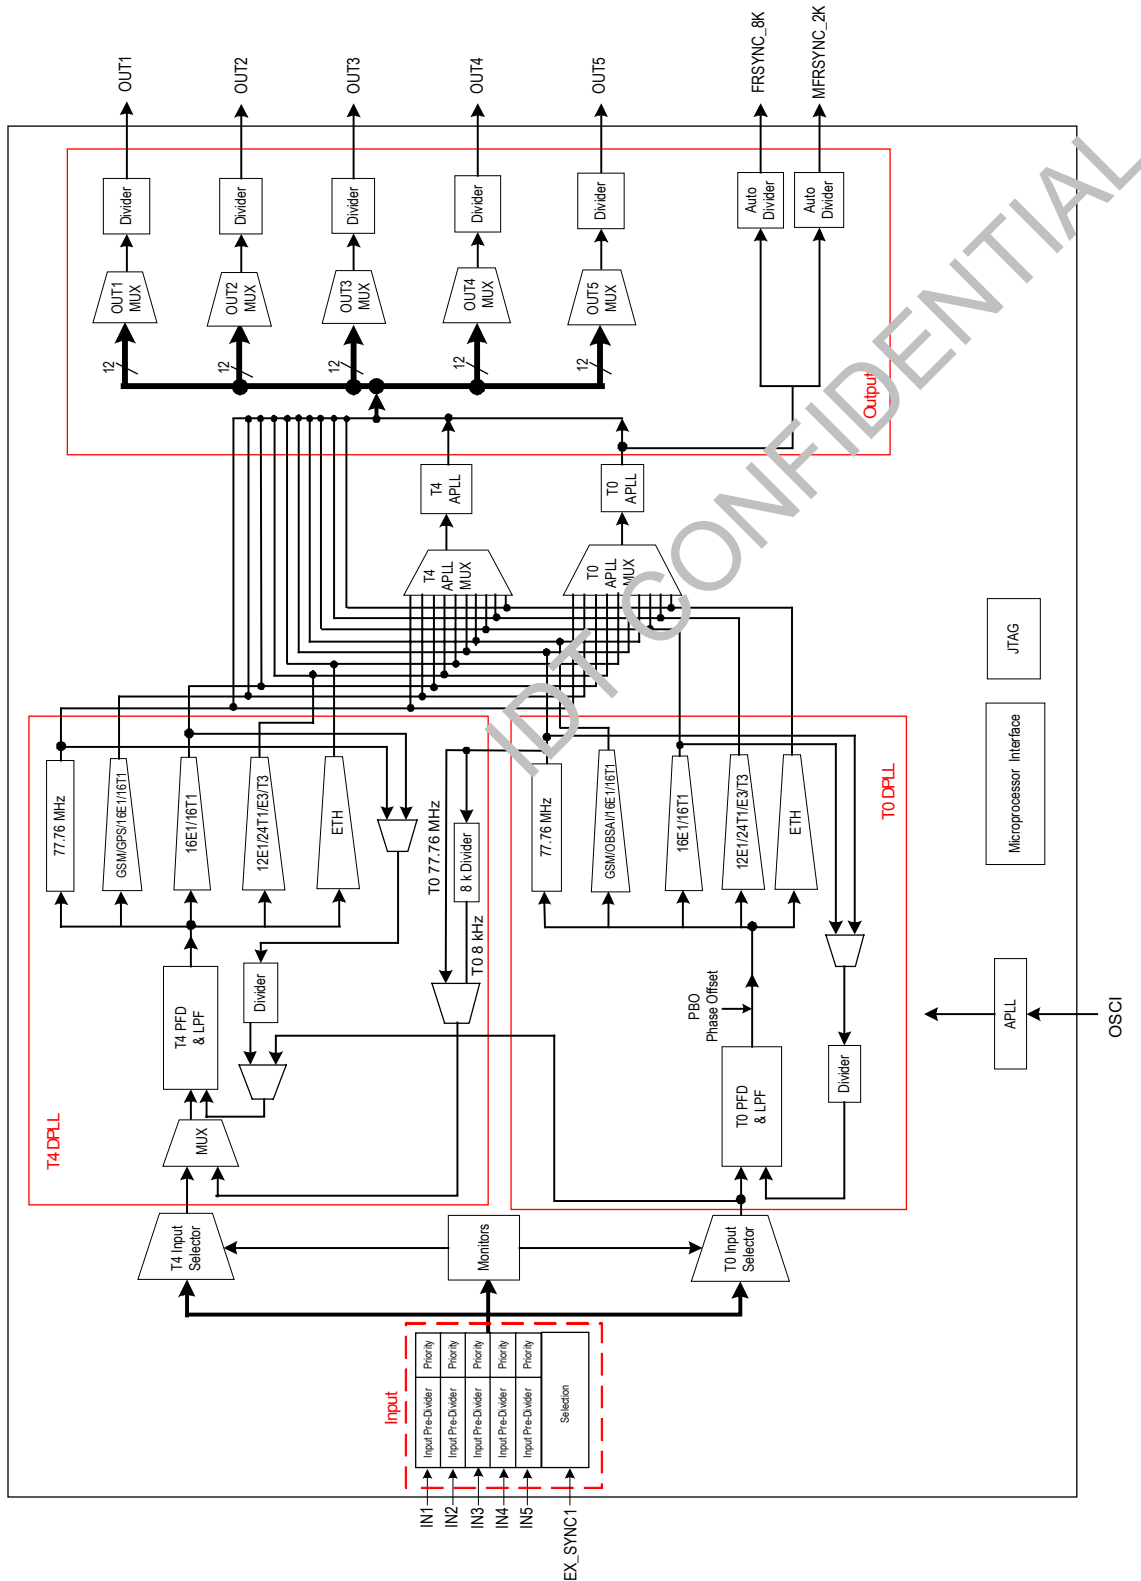 Input
IN1
Input Pre-Divider
Priority
IN2
Input Pre-Divider
Priority
IN3
Input Pre-Divider
Priority
IN4
Input Pre-Divider
Priority
IN5
Input Pre-Divider
Priority
EX_SYNC1
Selection
Monitors
T4 Input
Selector
T0 Input
Selector
T4 DPLL
MUX
T4 PFD
& LPF
Divider
77.76 MHz
GSM/GPS/16E1/16T1
16E1/16T1
12E1/24T1/E3/T3
ETH
T0 77.76 MHz
8 k Divider
T0 8 kHz
T0 DPLL
T0 PFD
& LPF
PBO
Phase Offset
Divider
77.76 MHz
GSM/OBSAI/16E1/16T1
16E1/16T1
12E1/24T1/E3/T3
ETH
T4
APLL
MUX
T4
APLL
T0
APLL
MUX
T0
APLL
Output
12
OUT1
MUX
Divider
OUT1
12
OUT2
MUX
Divider
OUT2
12
OUT3
MUX
Divider
OUT3
12
OUT4
MUX
Divider
OUT4
12
OUT5
MUX
Divider
OUT5
Auto
Divider
FRSYNC_8K
Auto
Divider
MFRSYNC_2K
OSCI
APLL
Microprocessor Interface
JTAG
IDT CONFIDENTIAL